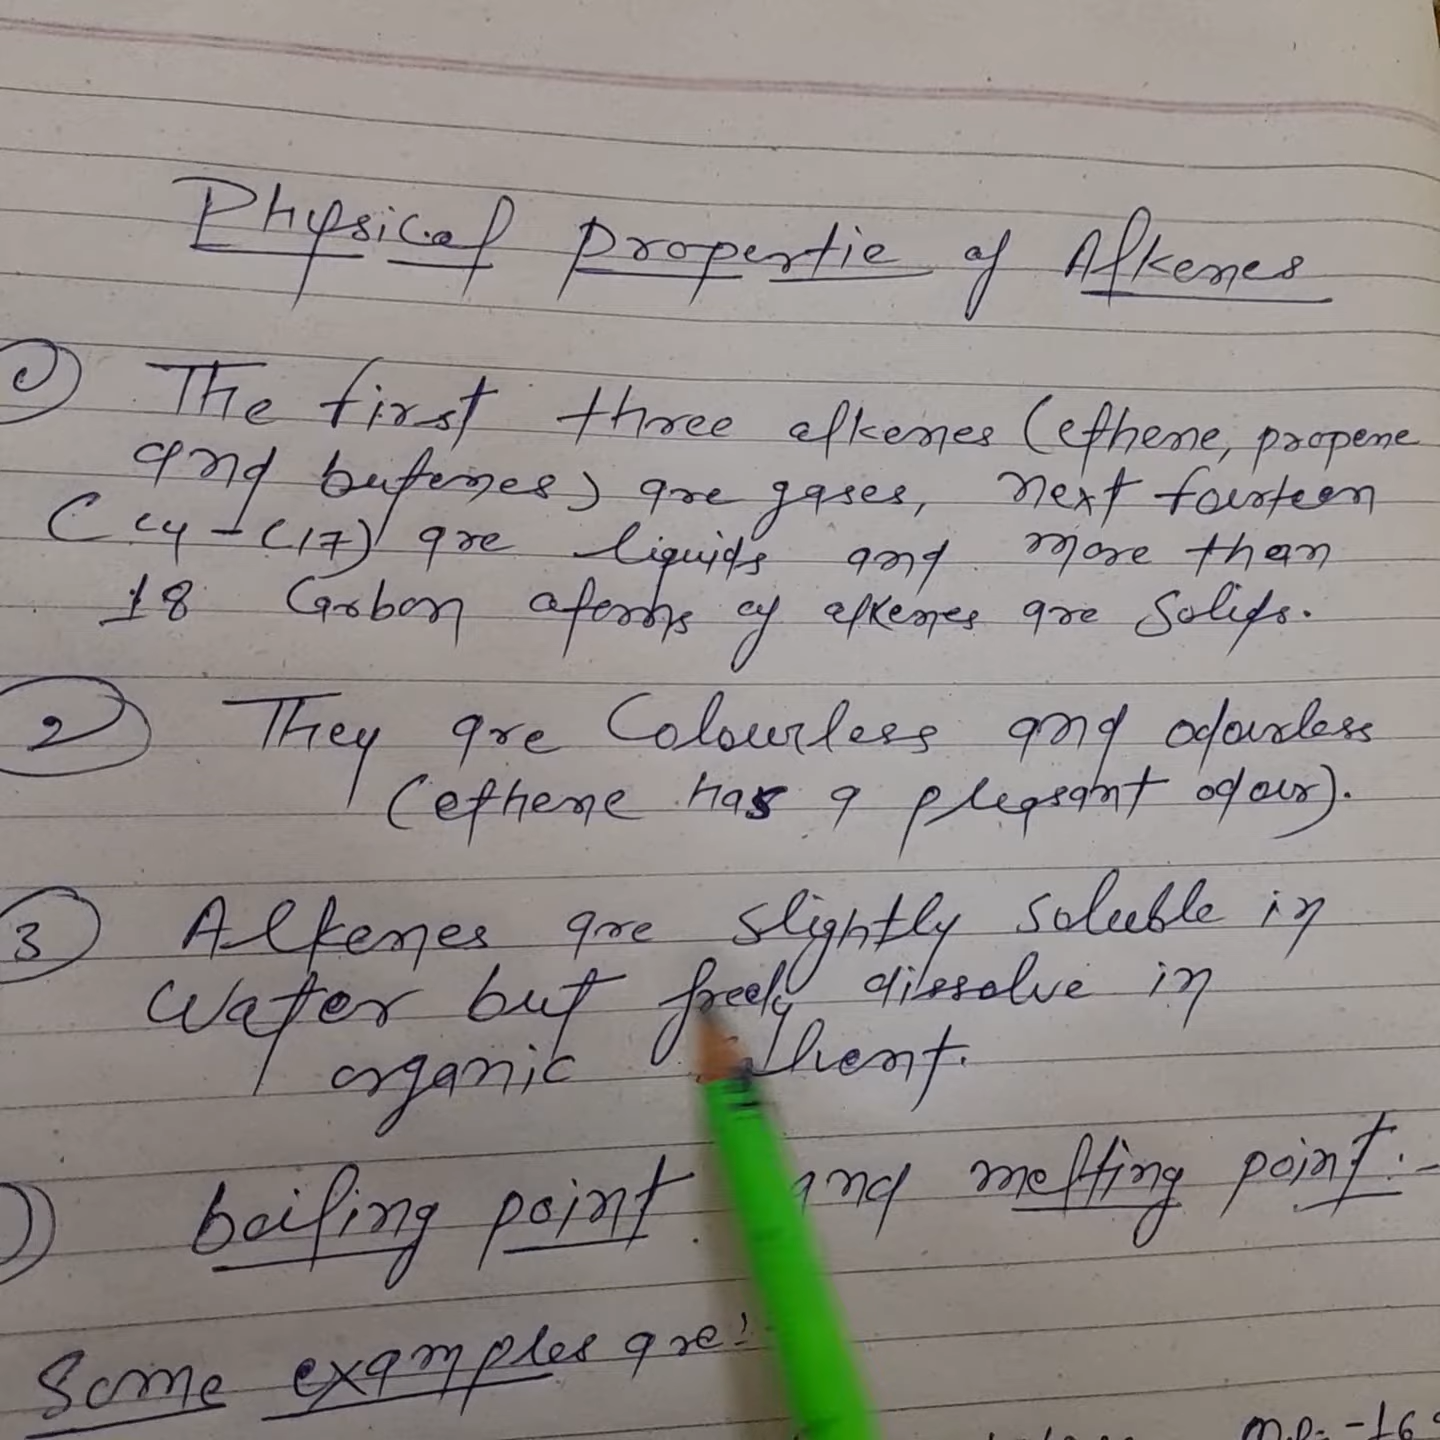 Physical Propertie of Alkenes
① The first three alkenes (ethene, propene
and butenes) are gases, next fourteen
(C4-C17) are liquids and more than
18 Carbon atoms of alkenes are Solids.
② They are Colourless and odourless
(ethene has a pleasant odour).
③ Alkenes are slightly soluble in
Water but freely dissolve in
organic
boiling point and melting point:-
Some examples are:
m.p. -16